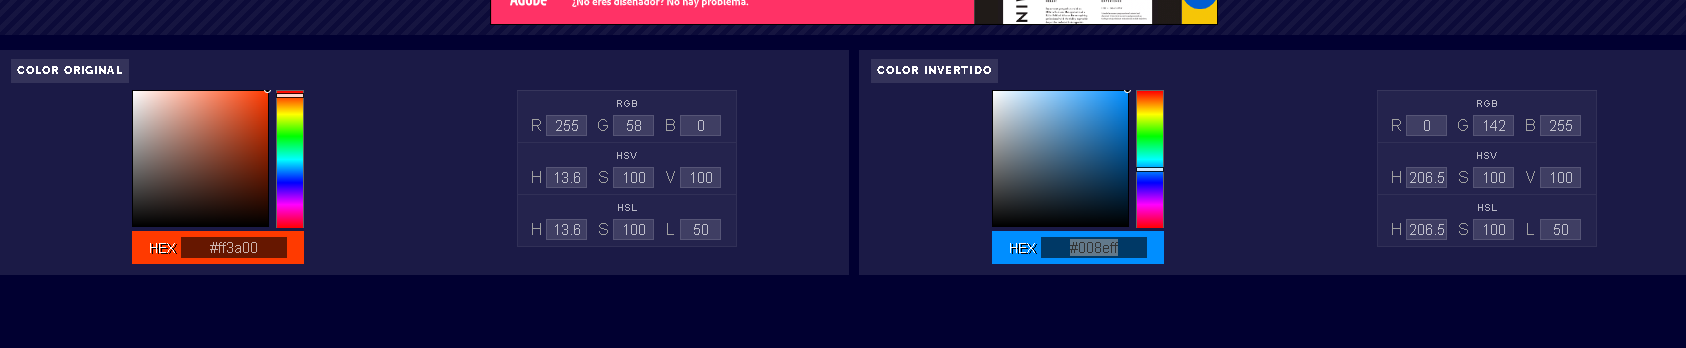 Adobe
¿No eres diseñador? No hay problema.
COLOR ORIGINAL
RGB
R 255 G 58 B 0
HSV
H 13.6 S 100 V 100
HSL
H 13.6 S 100 L 50
HEX #ff3a00
COLOR INVERTIDO
RGB
R 0 G 142 B 255
HSV
H 206.5 S 100 V 100
HSL
H 206.5 S 100 L 50
HEX #008eff